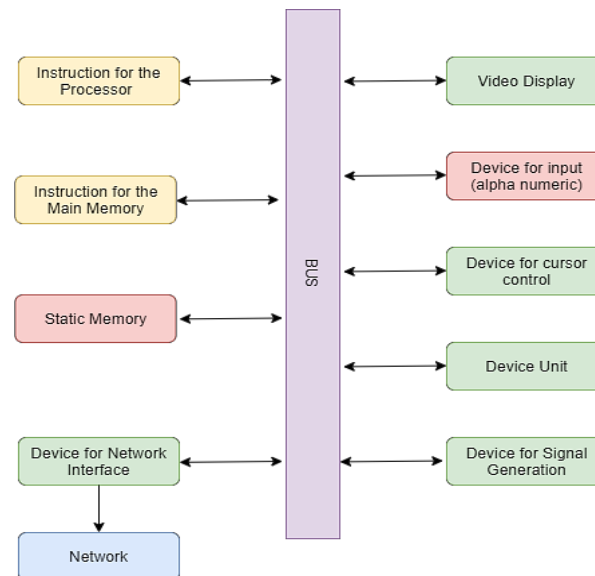 Instruction for the
Processor
Instruction for the
Main Memory
Static Memory
Device for Network
Interface
Network
BUS
Video Display
Device for input
(alpha numeric)
Device for cursor
control
Device Unit
Device for Signal
Generation